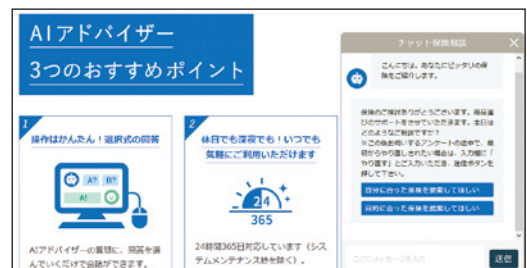 AIアドバイザー
3つのおすすめポイント
1
操作はかんたん!選択式の回答
A?
B?
AI
AIアドバイザーの質問に、回答を選
んでいくだけで会話ができます。
2
休日でも深夜でも!いつでも
気軽にご利用いただけます
24
365
24時間365日対応しています(シス
テムメンテナンス時を除く)。
チャット保険相談
こんにちは、あなたにピッタリの保
険をご紹介します。
保険のご検討ありがとうございます。商品選
びのサポートをさせていただきます。本日は
どのようなご相談ですか?
※この後お伺いするアンケートの途中で、最
初からやり直しされたい場合は、入力欄に「
やり直す」とご入力いただき、送信ボタンを
押して下さい。
自分に合った保険を提案してほしい
目的に合った保険を提案してほしい
ここにメッセージを入力
送信